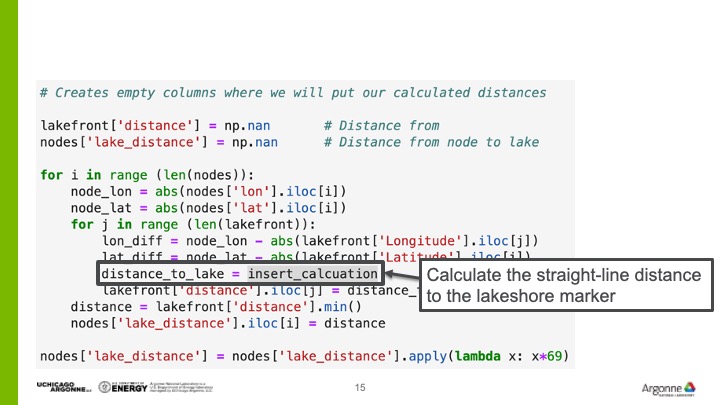 # Creates empty columns where we will put our calculated distances
lakefront['distance'] = np.nan # Distance from
nodes['lake_distance'] = np.nan # Distance from node to lake
for i in range (len(nodes)):
node_lon = abs(nodes['lon'].iloc[i])
node_lat = abs(nodes['lat'].iloc[i])
for j in range (len(lakefront)):
lon_diff = node_lon - abs(lakefront['Longitude'].iloc[j])
lat_diff = node_lat - abs(lakefront['Latitude'].iloc[j])
distance_to_lake = insert_calcuation
Calculate the straight-line distance
to the lakeshore marker
lakefront['distance'].iloc[j] = distance_
distance = lakefront['distance'].min()
nodes['lake_distance'].iloc[i] = distance
nodes['lake_distance'] = nodes['lake_distance'].apply(lambda x: x*69)
UCHICAGO
ARGONNE LLC
ENERGY
Argonne National Laboratory is a
U.S. Department of Energy laboratory
managed by UChicago Argonne, LLC.
15
Argonne
NATIONAL LABORATORY